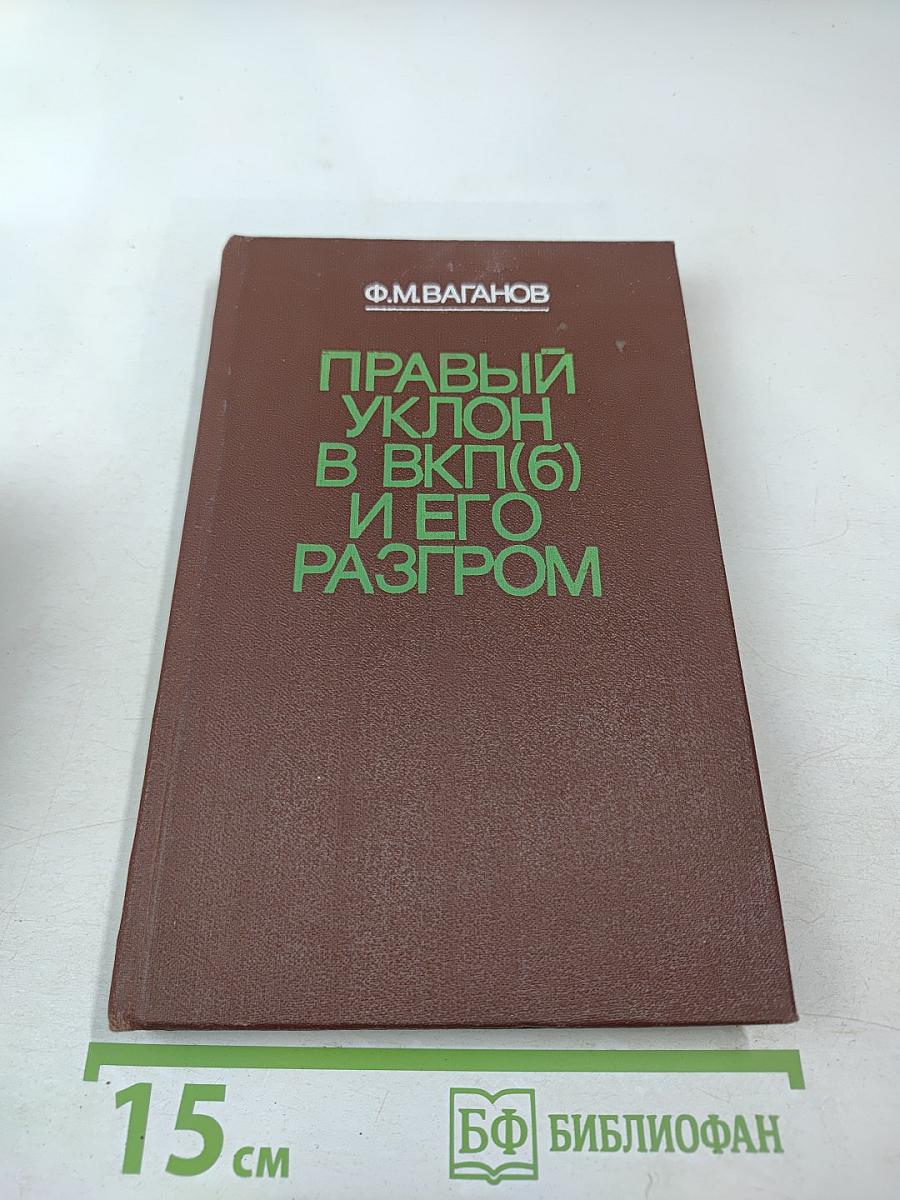 Ф.М.ВАГАНОВ
ПРАВЫЙ
УКЛОН
В ВКП(б)
И ЕГО
РАЗГРОМ
15 см
БФ БИБЛИОФАН